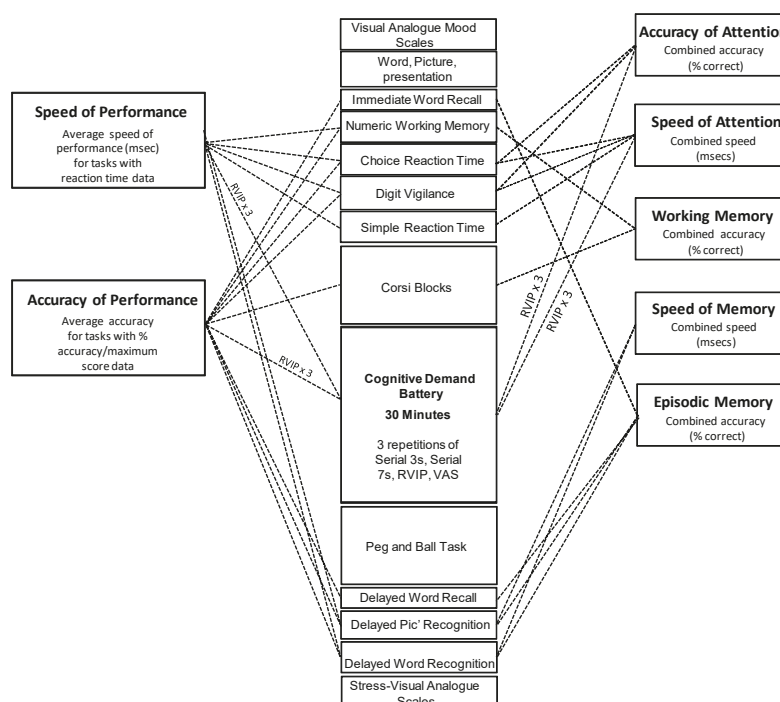 Speed of Performance
Average speed of
performance (msec)
for tasks with
reaction time data
Accuracy of Performance
Average accuracy
for tasks with %
accuracy/maximum
score data
RVIP x 3
RVIP x 3
Visual Analogue Mood
Scales
Word, Picture,
presentation
Immediate Word Recall
Numeric Working Memory
Choice Reaction Time
Digit Vigilance
Simple Reaction Time
Corsi Blocks
Cognitive Demand
Battery
30 Minutes
3 repetitions of
Serial 3s, Serial
7s, RVIP, VAS
Peg and Ball Task
Delayed Word Recall
Delayed Pic' Recognition
Delayed Word Recognition
Stress-Visual Analogue
Scales
RVIP x 3
RVIP x 3
Accuracy of Attention
Combined accuracy
(% correct)
Speed of Attention
Combined speed
(msecs)
Working Memory
Combined accuracy
(% correct)
Speed of Memory
Combined speed
(msecs)
Episodic Memory
Combined accuracy
(% correct)